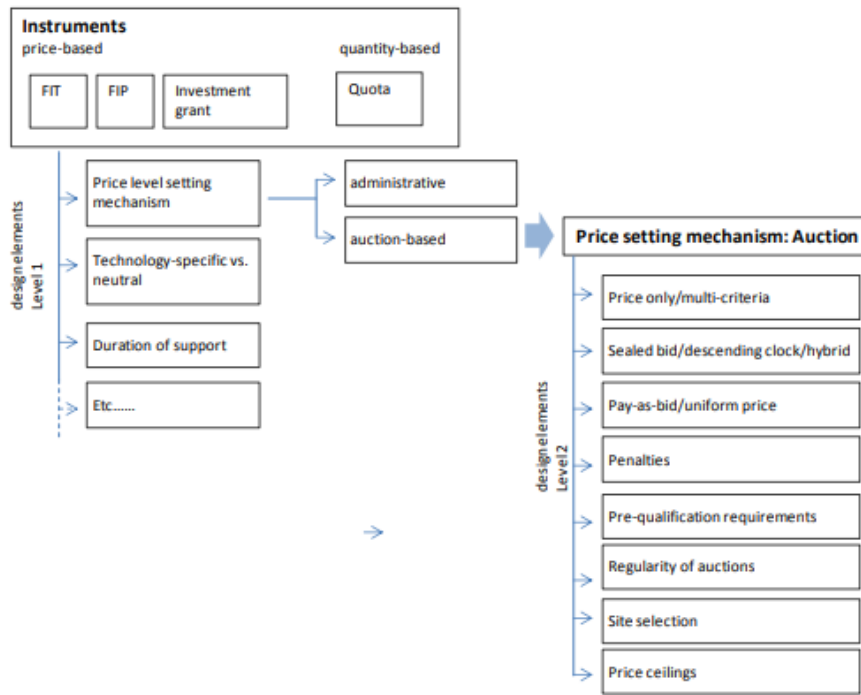 Instruments
price-based
quantity-based
FIT
FIP
Investment
grant
Quota
design elements
Level 1
Price level setting
mechanism
administrative
auction-based
Technology-specific vs.
neutral
Duration of support
Etc......
Price setting mechanism: Auction
design elements
Level 2
Price only/multi-criteria
Sealed bid/descending clock/hybrid
Pay-as-bid/uniform price
Penalties
Pre-qualification requirements
Regularity of auctions
Site selection
Price ceilings